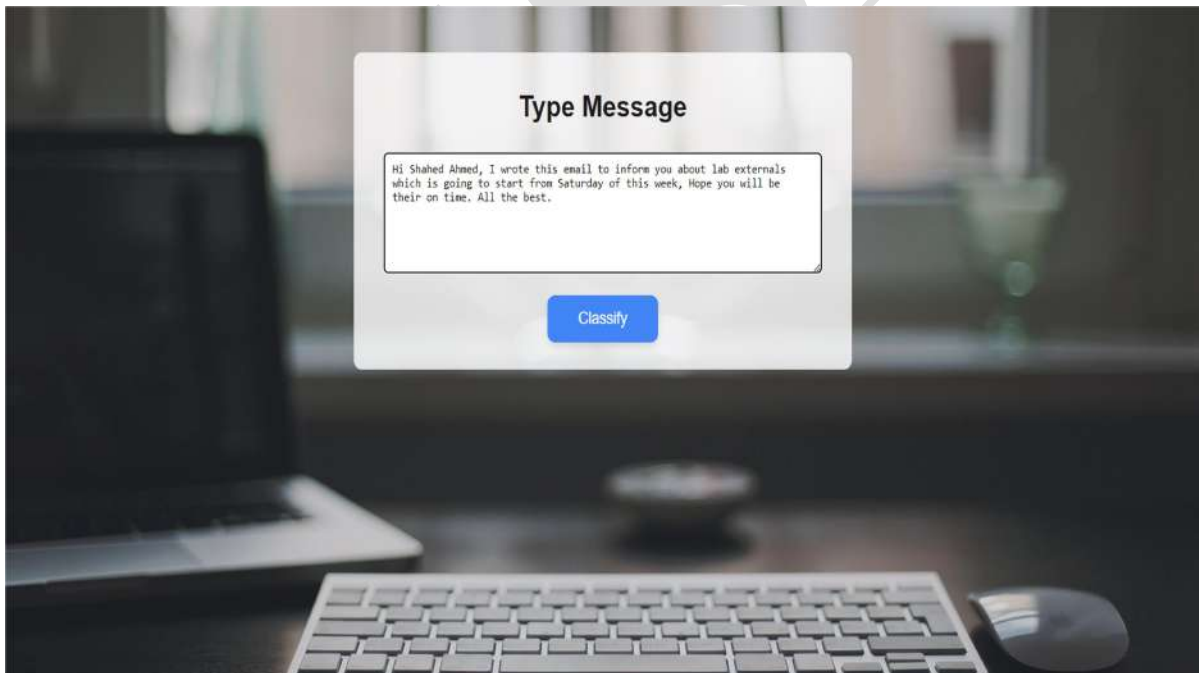 Type Message
Hi Shahed Ahmed, I wrote this email to inform you about lab externals
which is going to start from Saturday of this week, Hope you will be
their on time. All the best.
Classify